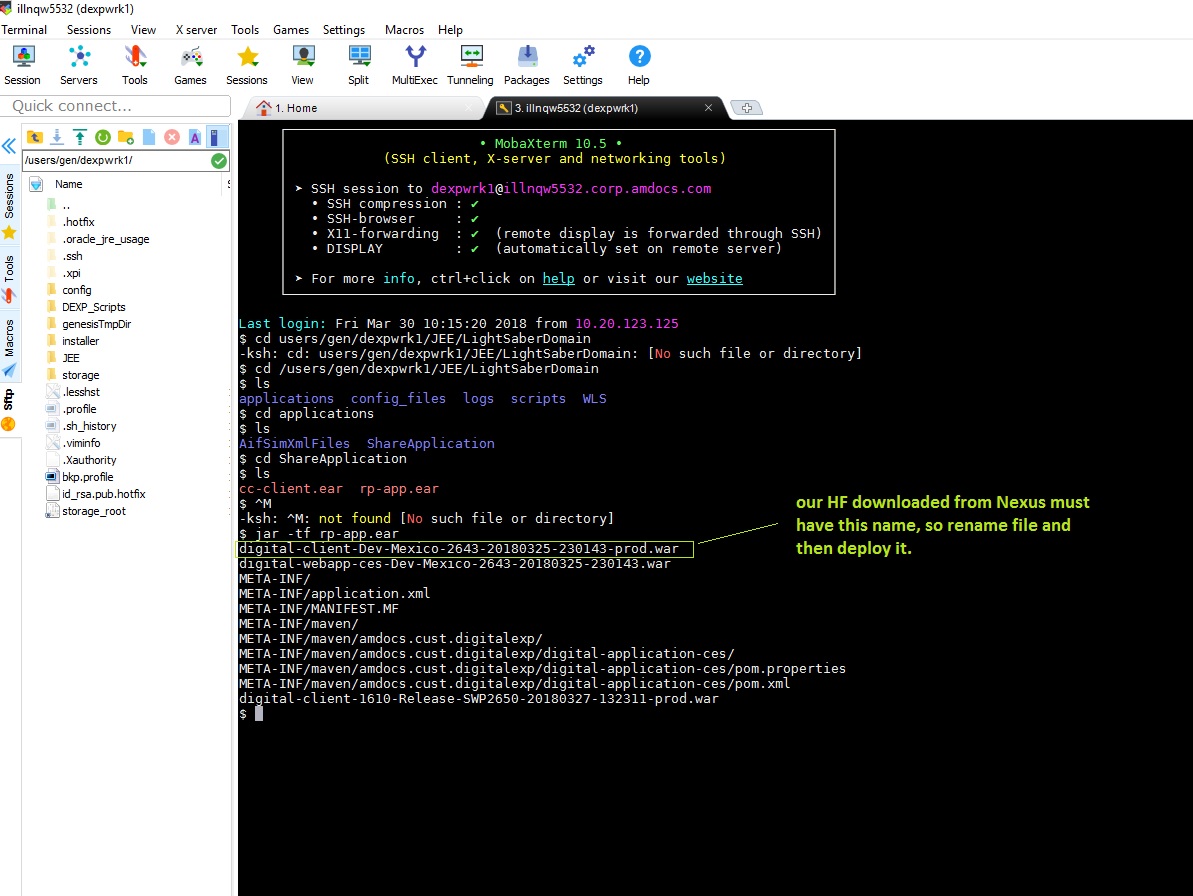 illnqw5532 (dexpwrk1)
Terminal Sessions View X server Tools Games Settings Macros Help
Session Servers Tools Games Sessions View Split MultiExec Tunneling Packages Settings Help
Quick connect...
1. Home
3. illnqw5532 (dexpwrk1)
/users/gen/dexpwrk1/
Name
..
.hotfix
.oracle_jre_usage
.ssh
.xpi
config
DEXP_Scripts
genesisTmpDir
installer
JEE
storage
.lesshst
.profile
.sh_history
.viminfo
.Xauthority
bkp.profile
id_rsa.pub.hotfix
storage_root
Sessions
Tools
Macros
Sftp
• MobaXterm 10.5 •
(SSH client, X-server and networking tools)
➤ SSH session to dexpwrk1@illnqw5532.corp.amdocs.com
• SSH compression : ✔
• SSH-browser : ✔
• X11-forwarding : ✔ (remote display is forwarded through SSH)
• DISPLAY : ✔ (automatically set on remote server)
➤ For more info, ctrl+click on help or visit our website
Last login: Fri Mar 30 10:15:20 2018 from 10.20.123.125
$ cd users/gen/dexpwrk1/JEE/LightSaberDomain
-ksh: cd: users/gen/dexpwrk1/JEE/LightSaberDomain: [No such file or directory]
$ cd /users/gen/dexpwrk1/JEE/LightSaberDomain
$ ls
applications config_files logs scripts WLS
$ cd applications
$ ls
AifSimXmlFiles ShareApplication
$ cd ShareApplication
$ ls
cc-client.ear rp-app.ear
$ ^M
-ksh: ^M: not found [No such file or directory]
$ jar -tf rp-app.ear
digital-client-Dev-Mexico-2643-20180325-230143-prod.war
digital-webapp-ces-Dev-Mexico-2643-20180325-230143.war
META-INF/
META-INF/application.xml
META-INF/MANIFEST.MF
META-INF/maven/
META-INF/maven/amdocs.cust.digitalexp/
META-INF/maven/amdocs.cust.digitalexp/digital-application-ces/
META-INF/maven/amdocs.cust.digitalexp/digital-application-ces/pom.properties
META-INF/maven/amdocs.cust.digitalexp/digital-application-ces/pom.xml
digital-client-1610-Release-SWP2650-20180327-132311-prod.war
$
our HF downloaded from Nexus must
have this name, so rename file and
then deploy it.